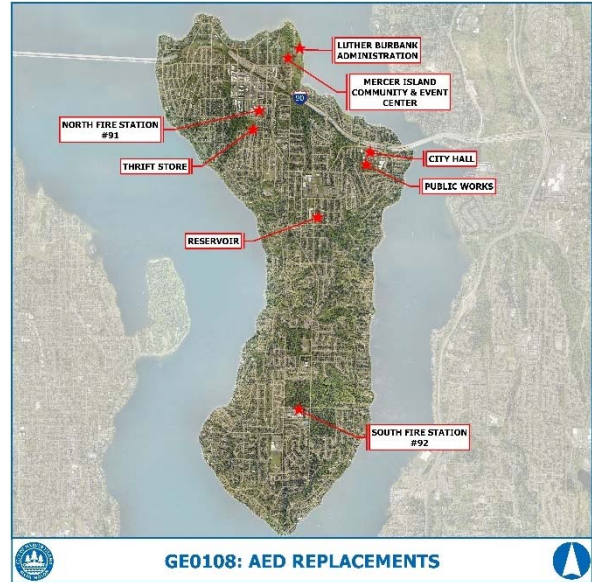 LUTHER BURBANK
ADMINISTRATION
MERCER ISLAND
COMMUNITY & EVENT
CENTER
90
NORTH FIRE STATION
#91
THRIFT STORE
CITY HALL
PUBLIC WORKS
RESERVOIR
SOUTH FIRE STATION
#92
GE0108: AED REPLACEMENTS